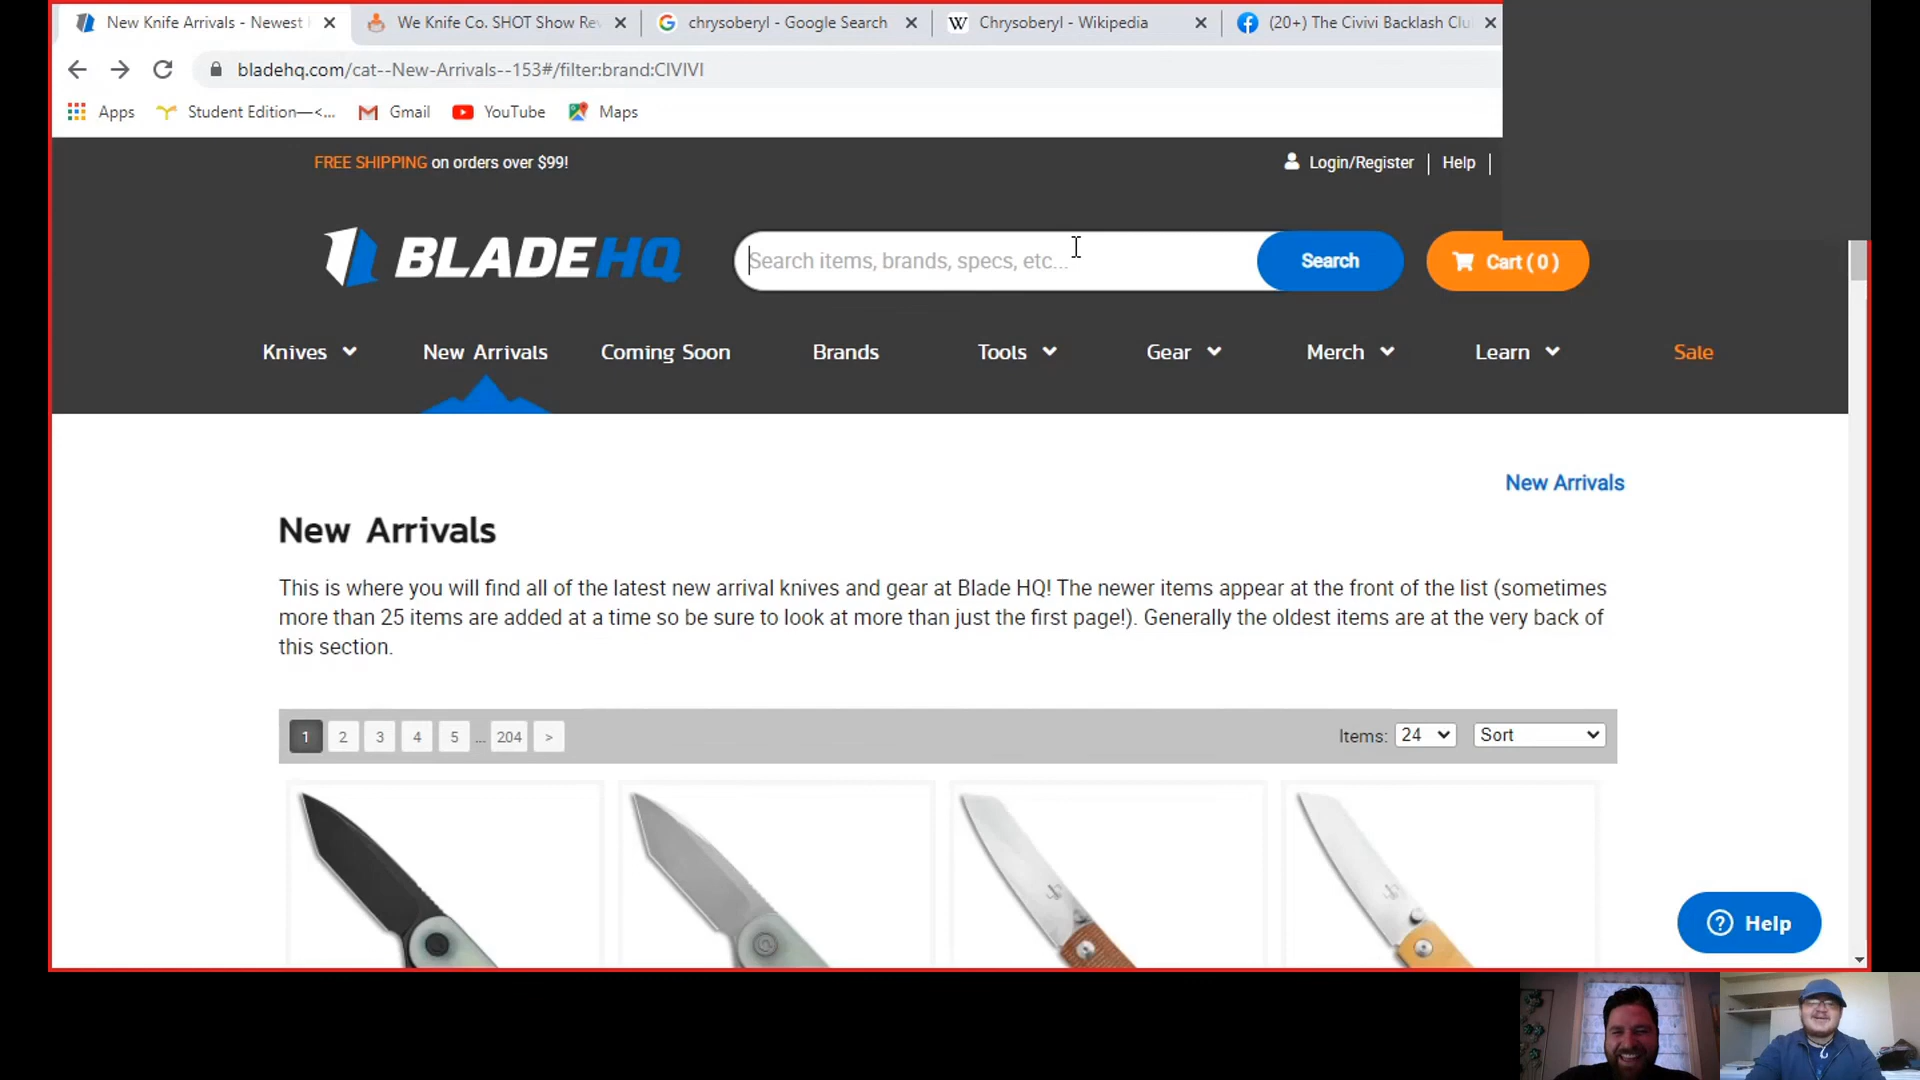 New Knife Arrivals - Newest
We Knife Co. SHOT Show Rev
chrysoberyl - Google Search
Chrysoberyl - Wikipedia
(20+) The Civivi Backlash Clu
bladehq.com/cat--New-Arrivals--153#/filter:brand:CIVIVI
Apps
Student Edition—<...
Gmail
YouTube
Maps
FREE SHIPPING on orders over $99!
Login/Register
Help
BLADEHQ
Search items, brands, specs, etc...
Search
Cart ( 0 )
Knives
New Arrivals
Coming Soon
Brands
Tools
Gear
Merch
Learn
Sale
New Arrivals
New Arrivals
This is where you will find all of the latest new arrival knives and gear at Blade HQ! The newer items appear at the front of the list (sometimes
more than 25 items are added at a time so be sure to look at more than just the first page!). Generally the oldest items are at the very back of
this section.
1 2 3 4 5 ... 204 >
Items: 24
Sort
Help